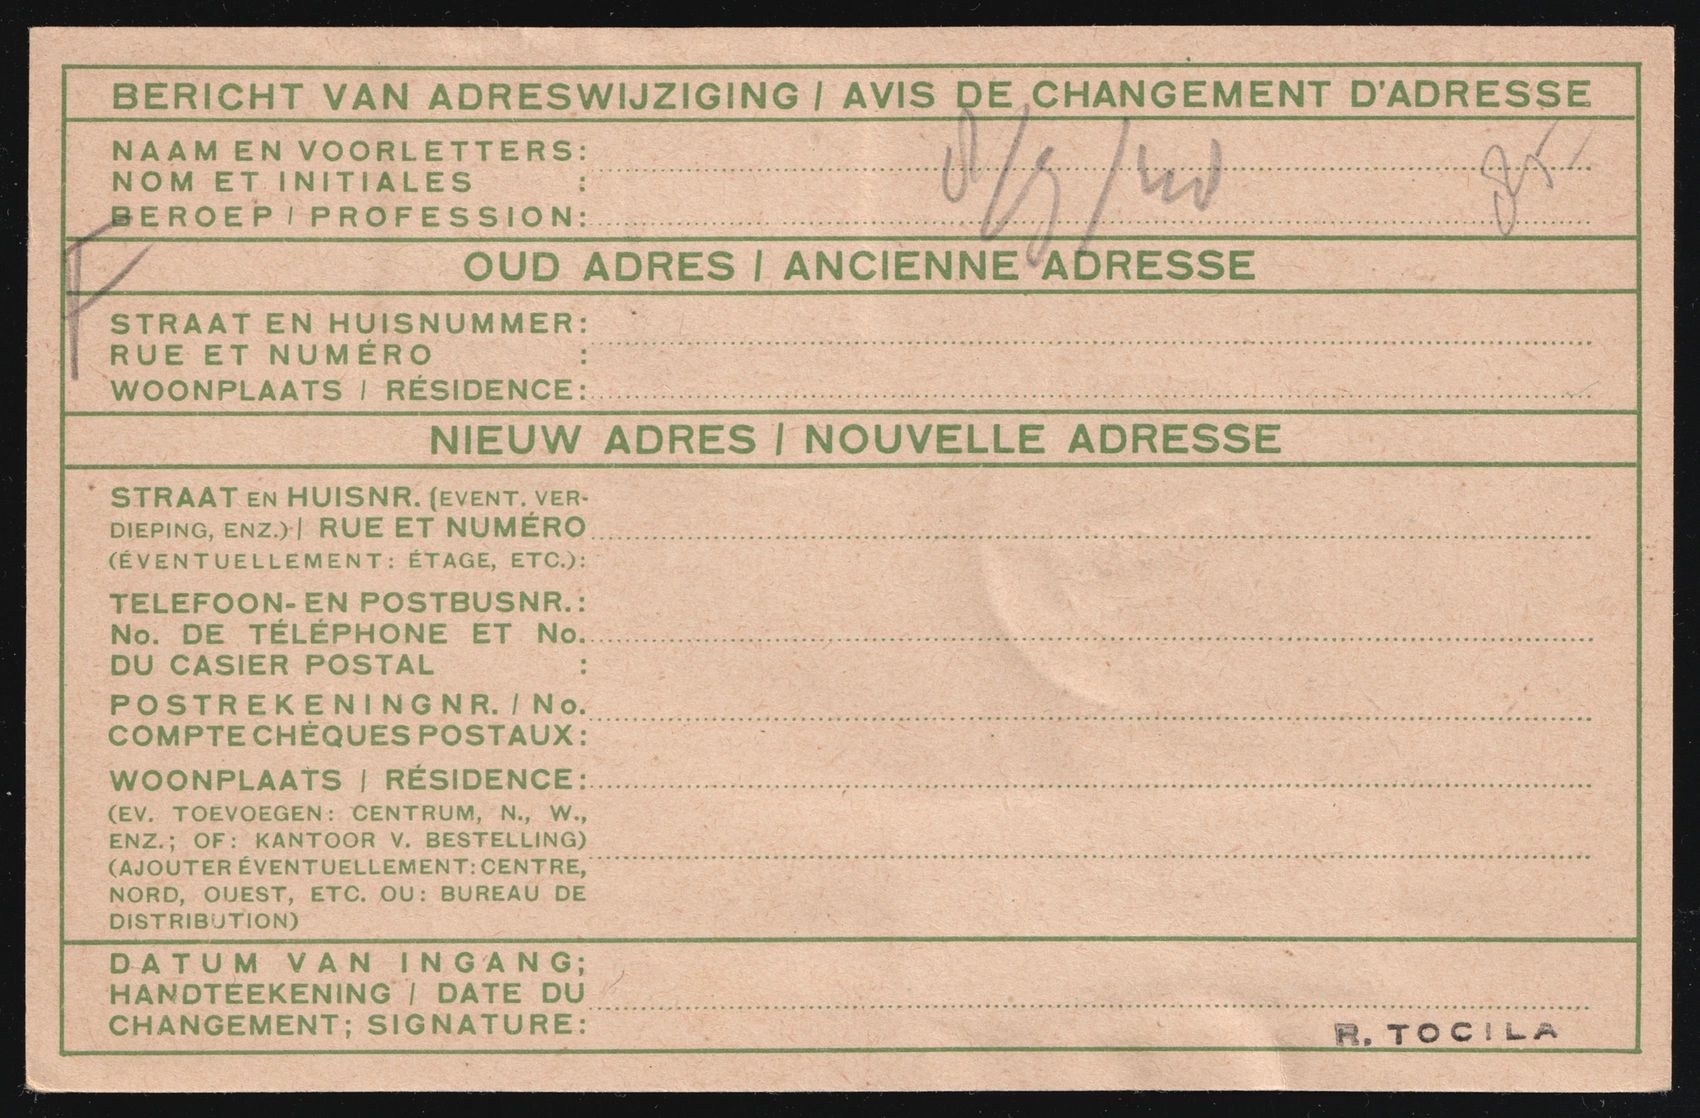 BERICHT VAN ADRESWIJZIGING / AVIS DE CHANGEMENT D'ADRESSE
NAAM EN VOORLETTERS:
NOM ET INITIALES :
BEROEP / PROFESSION:
F
OUD ADRES / ANCIENNE ADRESSE
STRAAT EN HUISNUMMER:
RUE ET NUMÉRO :
WOONPLAATS / RÉSIDENCE:
NIEUW ADRES / NOUVELLE ADRESSE
STRAAT EN HUISNR. (EVENT. VER-
DIEPING, ENZ.) / RUE ET NUMÉRO
(ÉVENTUELLEMENT: ÉTAGE, ETC.):
TELEFOON- EN POSTBUSNR.:
No. DE TÉLÉPHONE ET No.
DU CASIER POSTAL :
POSTREKENINGNR. / No.
COMPTE CHÈQUES POSTAUX:
WOONPLAATS / RÉSIDENCE:
(EV. TOEVOEGEN: CENTRUM, N., W.,
ENZ.; OF: KANTOOR V. BESTELLING)
(AJOUTER ÉVENTUELLEMENT: CENTRE,
NORD, OUEST, ETC. OU: BUREAU DE
DISTRIBUTION)
DATUM VAN INGANG;
HANDTEEKENING / DATE DU
CHANGEMENT; SIGNATURE:
R. TOCILA